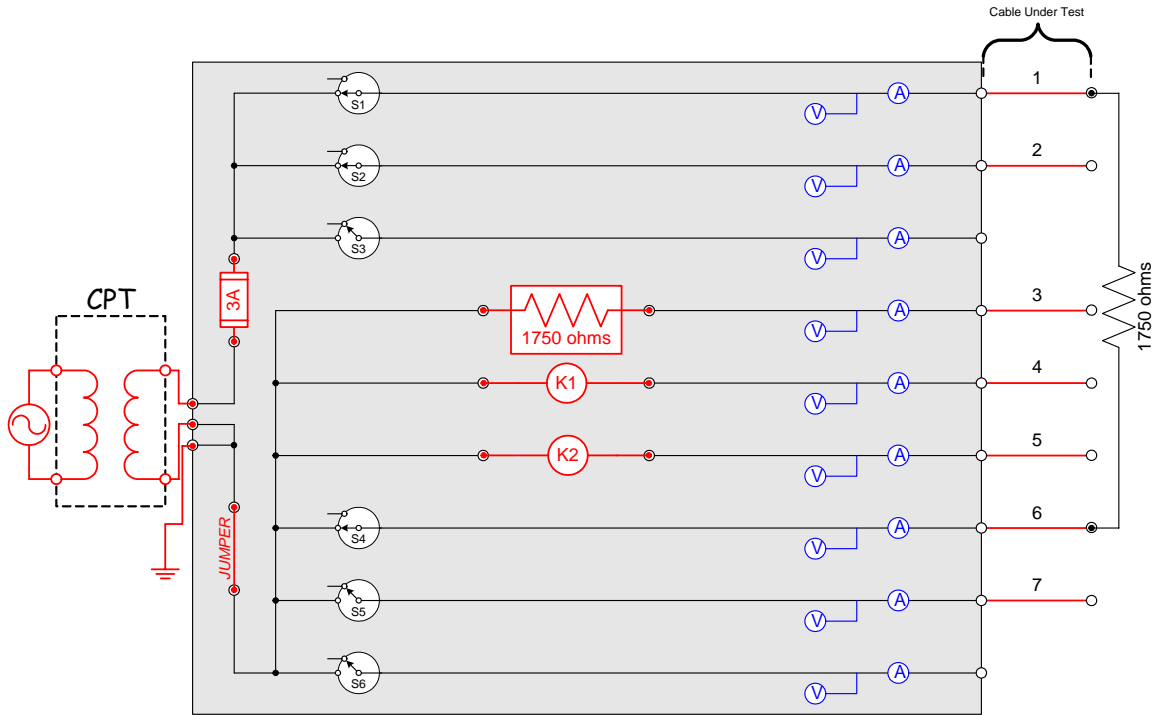 Cable Under Test
S1
V
A
1
S2
V
A
2
S3
V
A
CPT
3A
1750 ohms
V
A
3
1750 ohms
K1
V
A
4
K2
V
A
5
S4
V
A
6
JUMPER
S5
V
A
7
S6
V
A